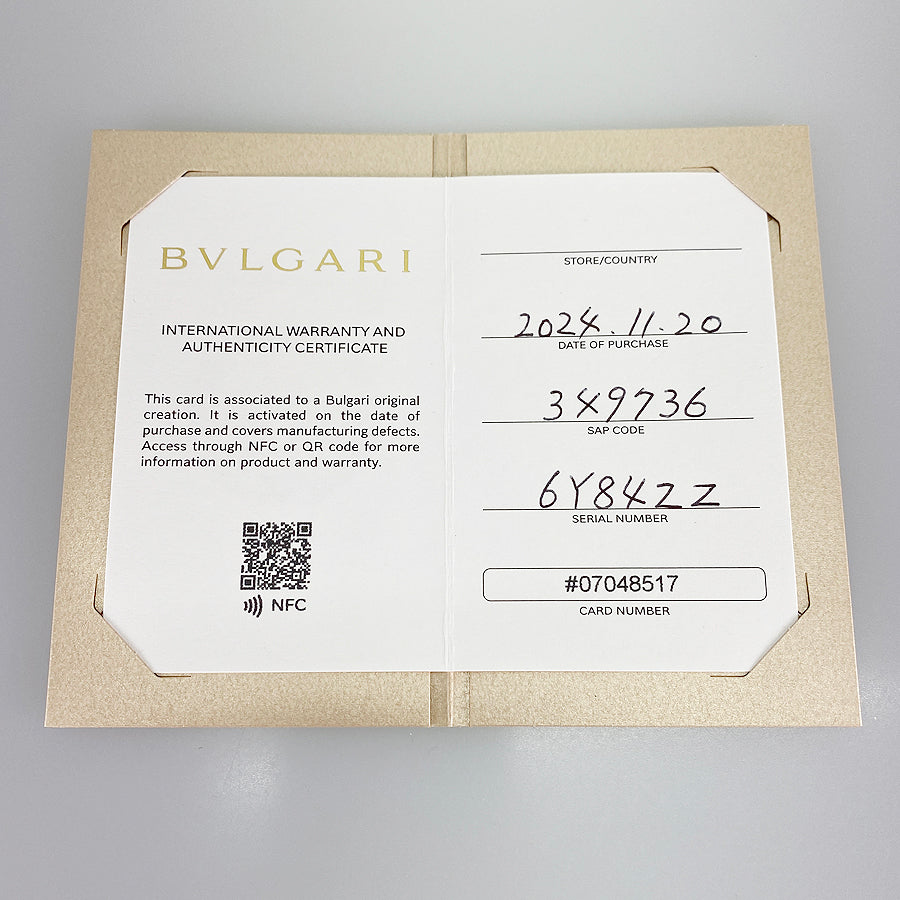 BVLGARI
INTERNATIONAL WARRANTY AND
AUTHENTICITY CERTIFICATE
This card is associated to a Bulgari original
creation. It is activated on the date of
purchase and covers manufacturing defects.
Access through NFC or QR code for more
information on product and warranty.
NFC
STORE/COUNTRY
2024.11.20
DATE OF PURCHASE
349736
SAP CODE
6Y84ZZ
SERIAL NUMBER
#07048517
CARD NUMBER